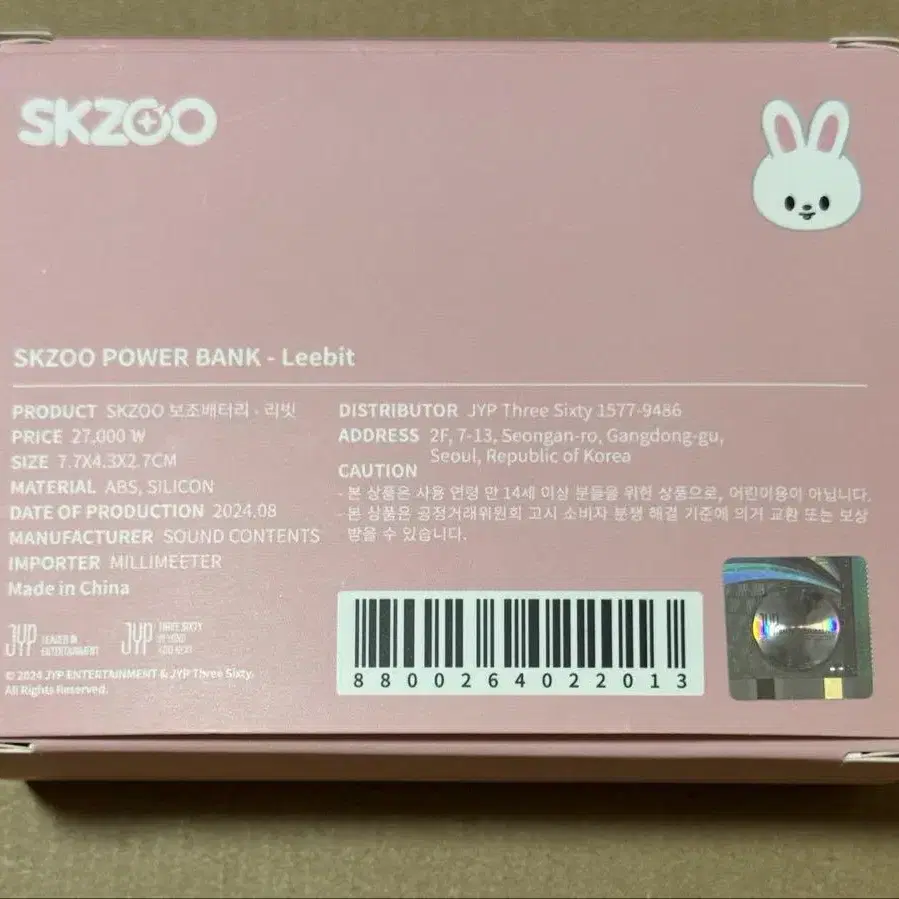 SKZOO
SKZOO POWER BANK - Leebit
PRODUCT SKZOO 보조배터리 - 리빗
PRICE 27,000 W
SIZE 7.7X4.3X2.7CM
MATERIAL ABS, SILICON
DATE OF PRODUCTION 2024.08
MANUFACTURER SOUND CONTENTS
IMPORTER MILLIMEETER
Made in China
DISTRIBUTOR JYP Three Sixty 1577-9486
ADDRESS 2F, 7-13, Seongan-ro, Gangdong-gu,
Seoul, Republic of Korea
CAUTION
- 본 상품은 사용 연령 만 14세 이상 분들을 위한 상품으로, 어린이용이 아닙니다.
- 본 상품은 공정거래위원회 고시 소비자 분쟁 해결 기준에 의거 교환 또는 보상
받을 수 있습니다.
JYP LEADER IN
ENTERTAINMENT
JYP THREE SIXTY
© 2024 JYP ENTERTAINMENT & JYP Three Sixty.
All Rights Reserved.
8800264022013